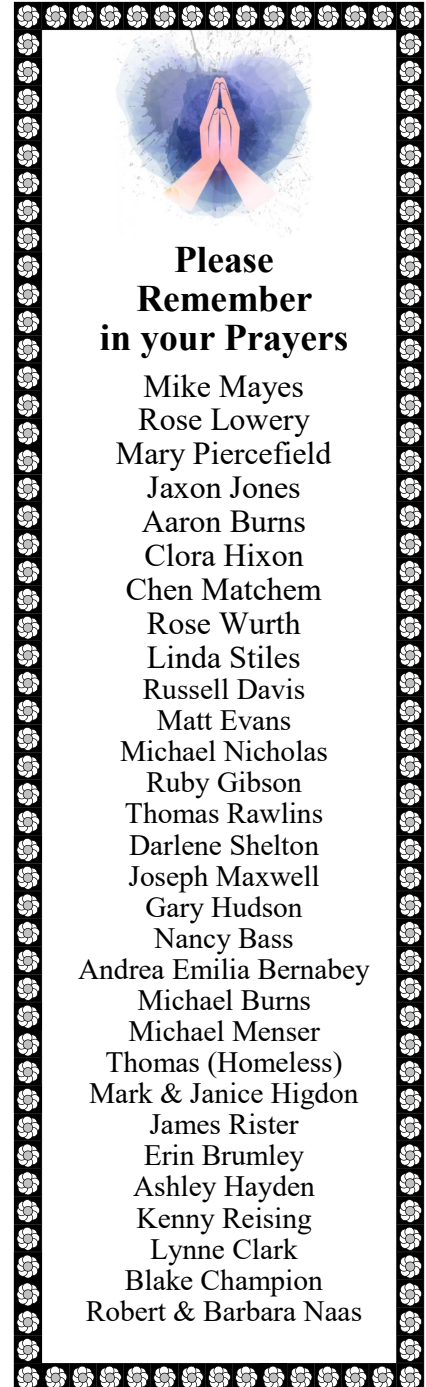 Please
Remember
in your Prayers
Mike Mayes
Rose Lowery
Mary Piercefield
Jaxon Jones
Aaron Burns
Clora Hixon
Chen Matchem
Rose Wurth
Linda Stiles
Russell Davis
Matt Evans
Michael Nicholas
Ruby Gibson
Thomas Rawlins
Darlene Shelton
Joseph Maxwell
Gary Hudson
Nancy Bass
Andrea Emilia Bernabey
Michael Burns
Michael Menser
Thomas (Homeless)
Mark & Janice Higdon
James Rister
Erin Brumley
Ashley Hayden
Kenny Reising
Lynne Clark
Blake Champion
Robert & Barbara Naas